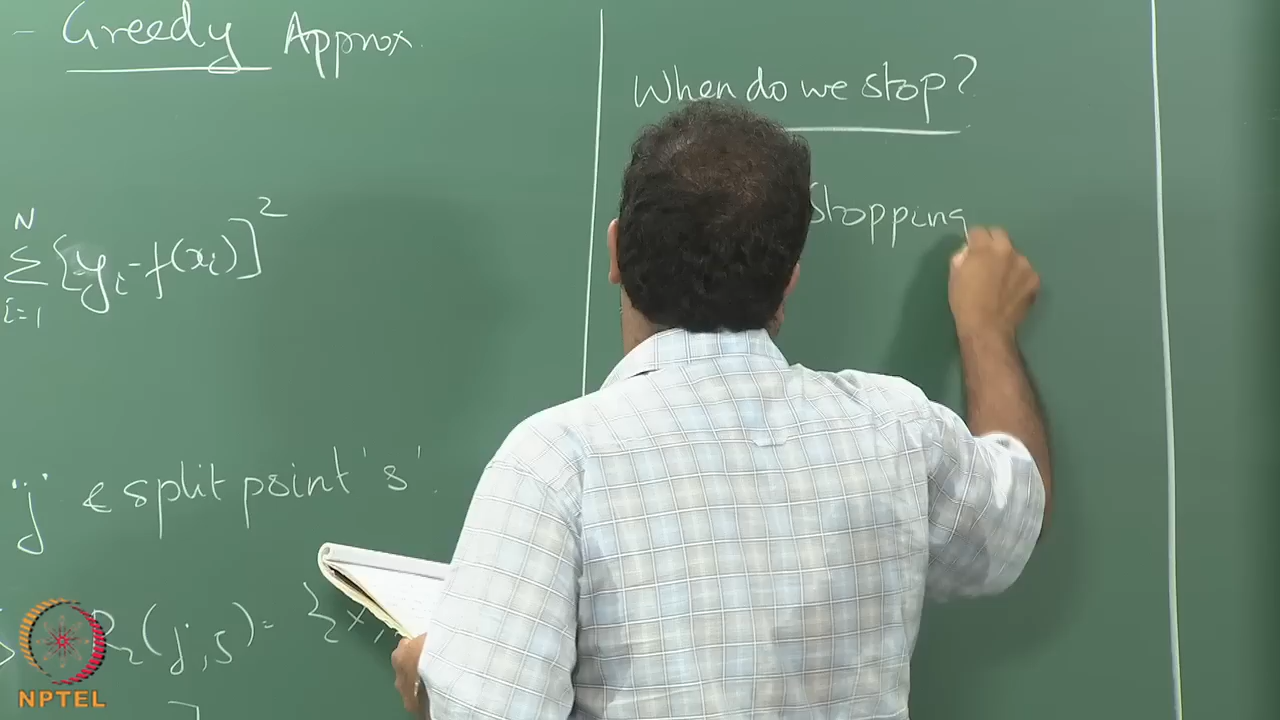 - Greedy Approx.
N
Σ {yi - f(xi)}²
i=1
'j' & split point 's'.
R2(j,s) = {x,
When do we stop?
Stopping
NPTEL